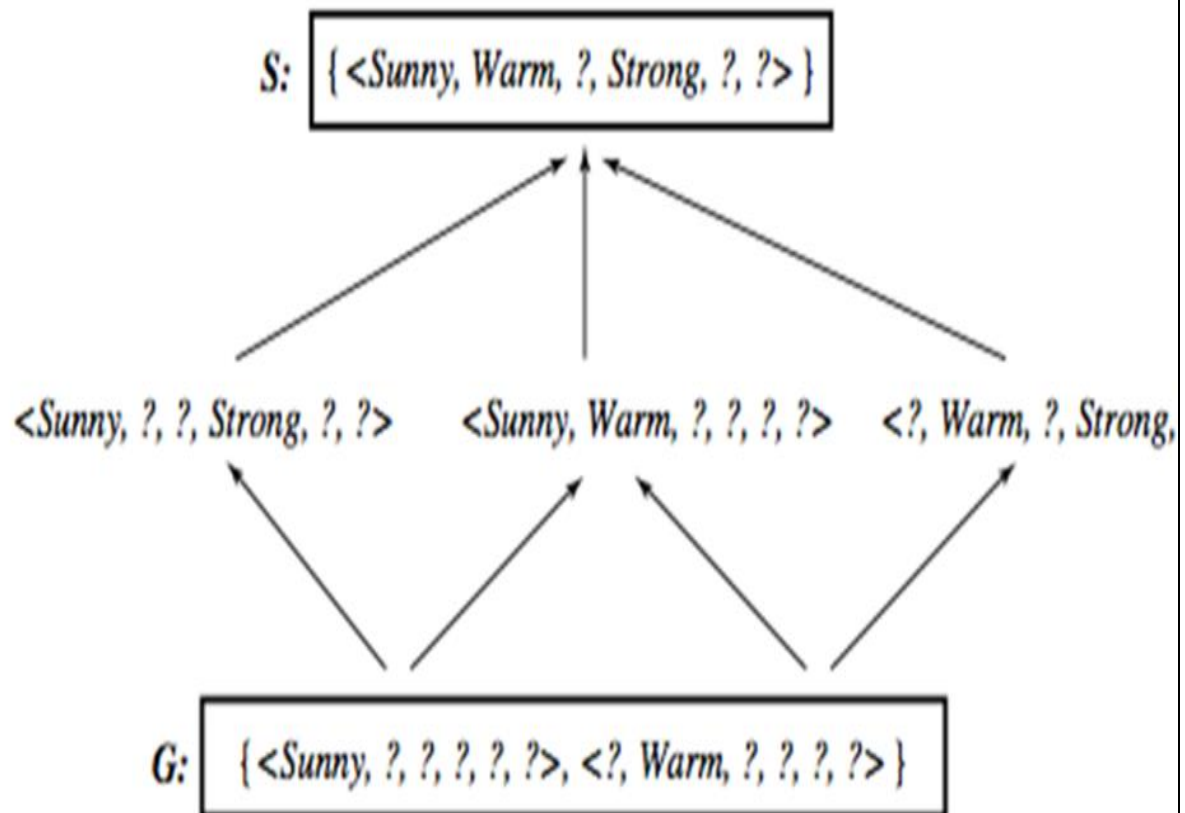 S: { <Sunny, Warm, ?, Strong, ?, ?> }
<Sunny, ?, ?, Strong, ?, ?> <Sunny, Warm, ?, ?, ?, ?> <?, Warm, ?, Strong,
G: { <Sunny, ?, ?, ?, ?, ?>, <?, Warm, ?, ?, ?, ?> }